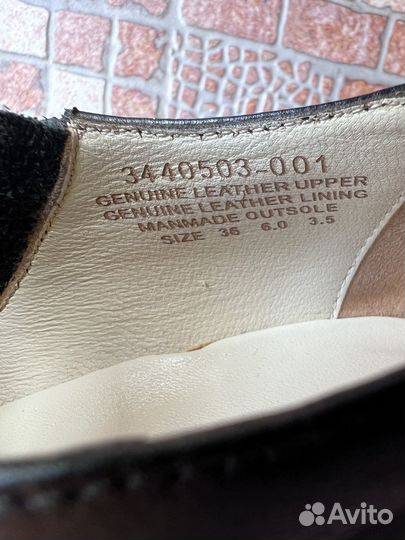 3440503-001
GENUINE LEATHER UPPER
GENUINE LEATHER LINING
MANMADE OUTSOLE
SIZE 36 6.0 3.5
Avito